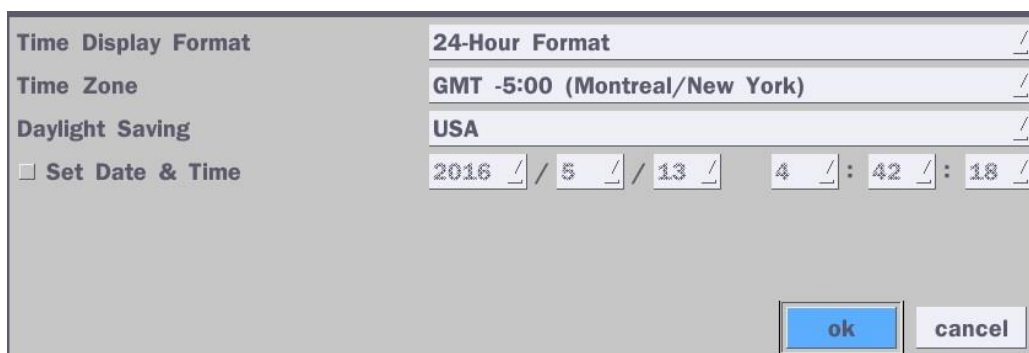 Time Display Format 24-Hour Format
Time Zone GMT -5:00 (Montreal/New York)
Daylight Saving USA
Set Date & Time 2016 / 5 / 13 4 : 42 : 18
ok cancel